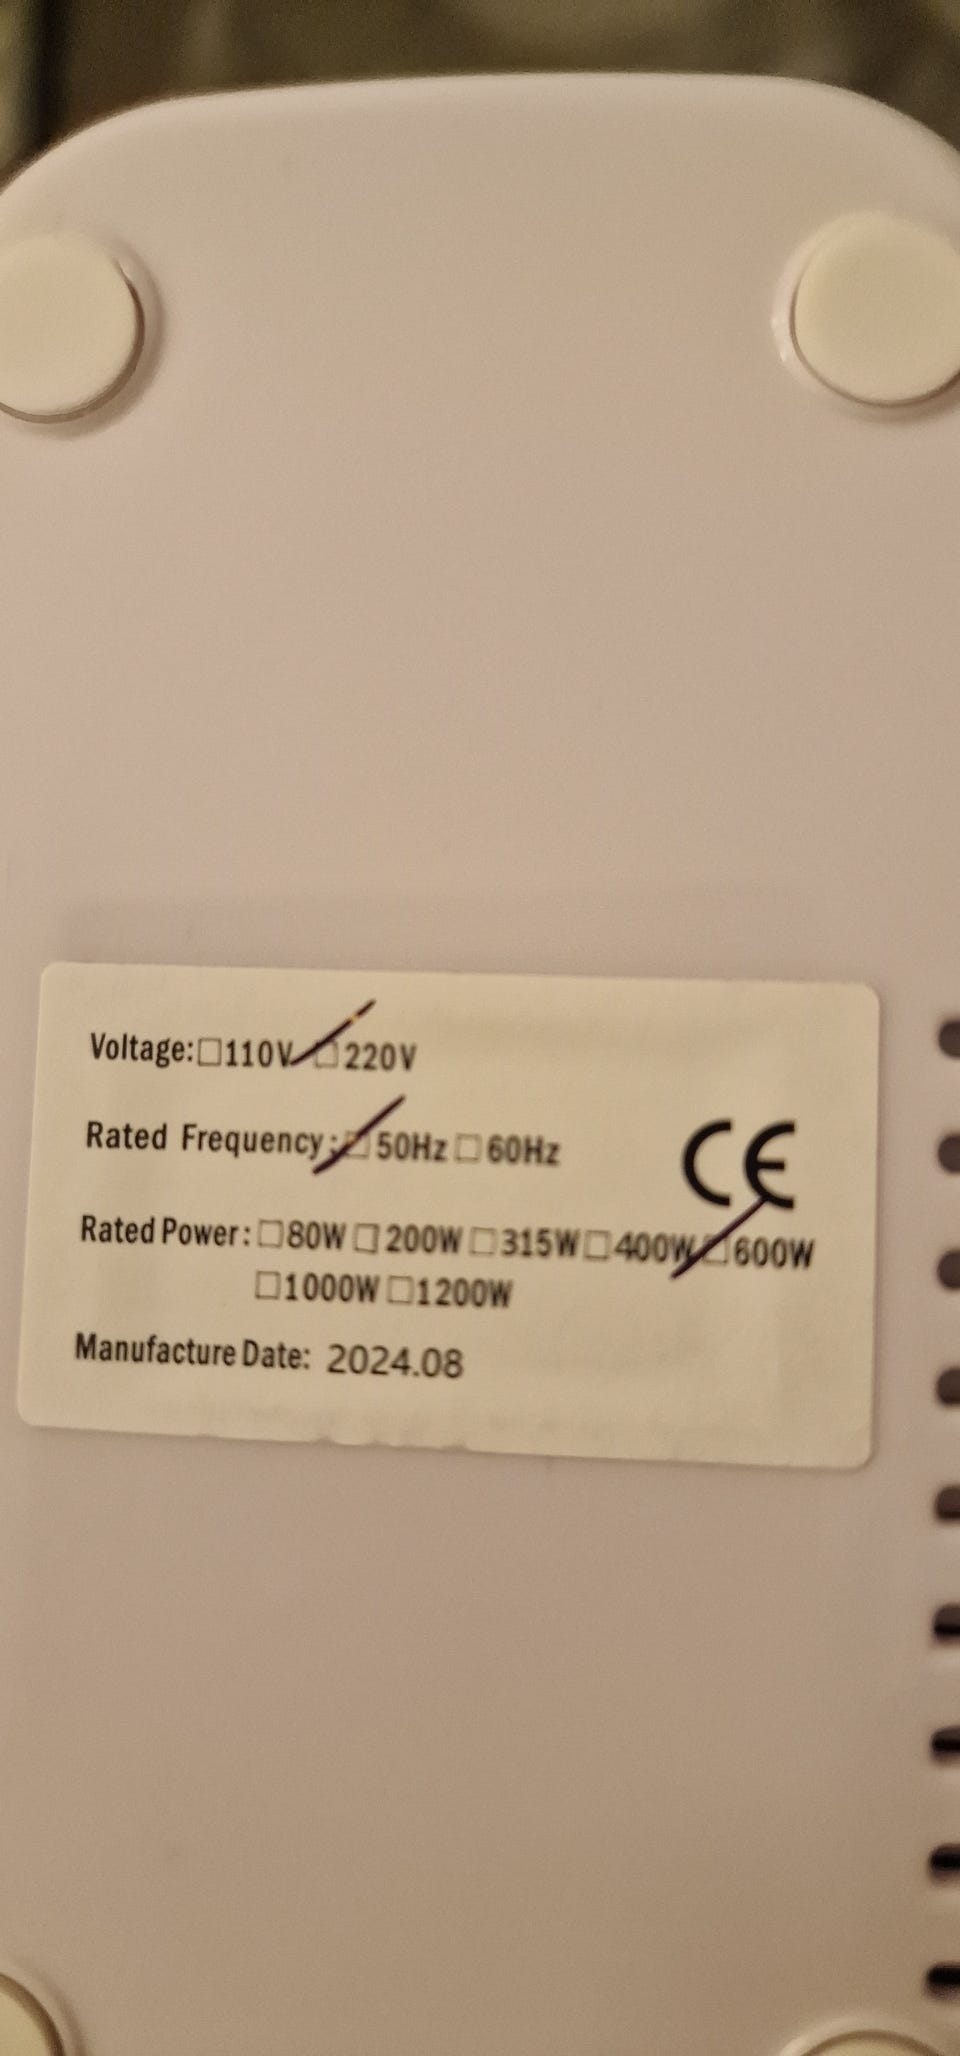 Voltage:□110V □220V
Rated Frequency: □50Hz □60Hz
CE
Rated Power: □80W □200W □315W □400W □600W
□1000W □1200W
Manufacture Date: 2024.08